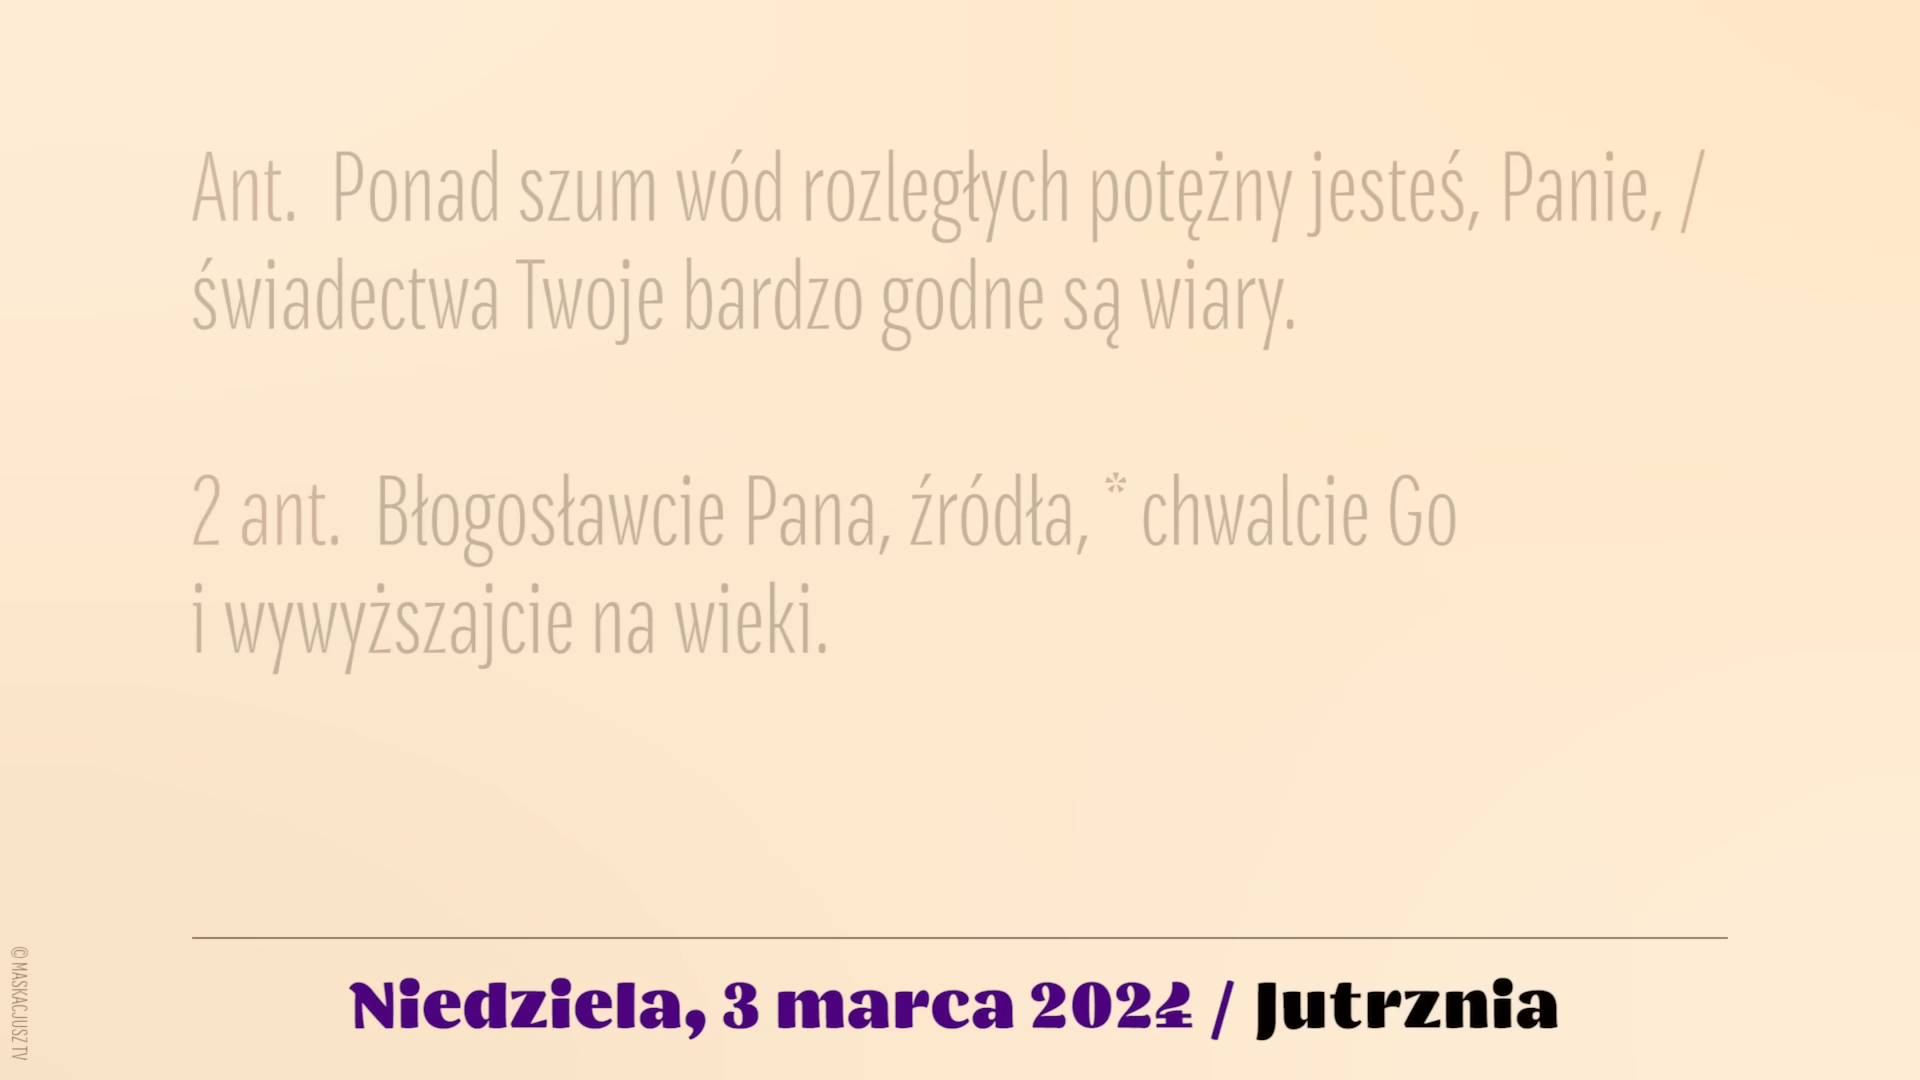 Ant. Ponad szum wód rozległych potężny jesteś, Panie, /
świadectwa Twoje bardzo godne są wiary.
2 ant. Błogosławcie Pana, źródła, * chwalcie Go
i wywyższajcie na wieki.
Niedziela, 3 marca 2024 / Jutrznia
© MASKACJUSZ TV